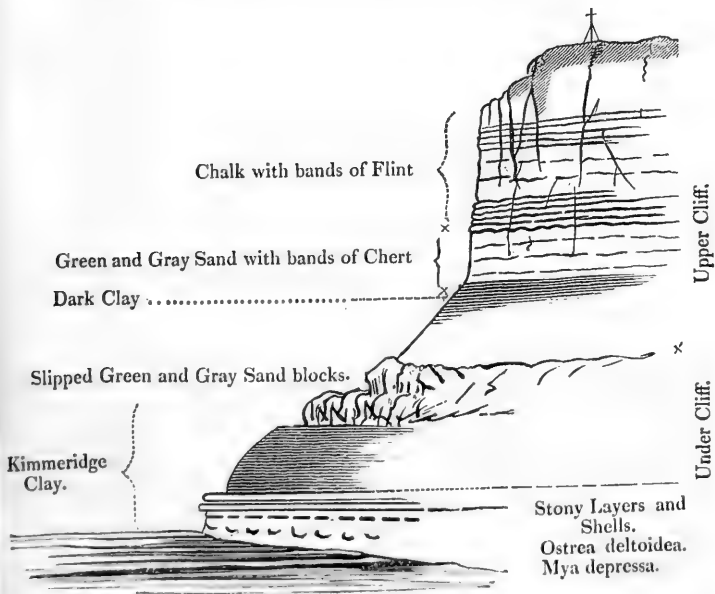 Chalk with bands of Flint
Upper Cliff.
Green and Gray Sand with bands of Chert
Dark Clay
Slipped Green and Gray Sand blocks.
Under Cliff.
Kimmeridge
Clay.
Stony Layers and
Shells.
Ostrea deltoidea.
Mya depressa.